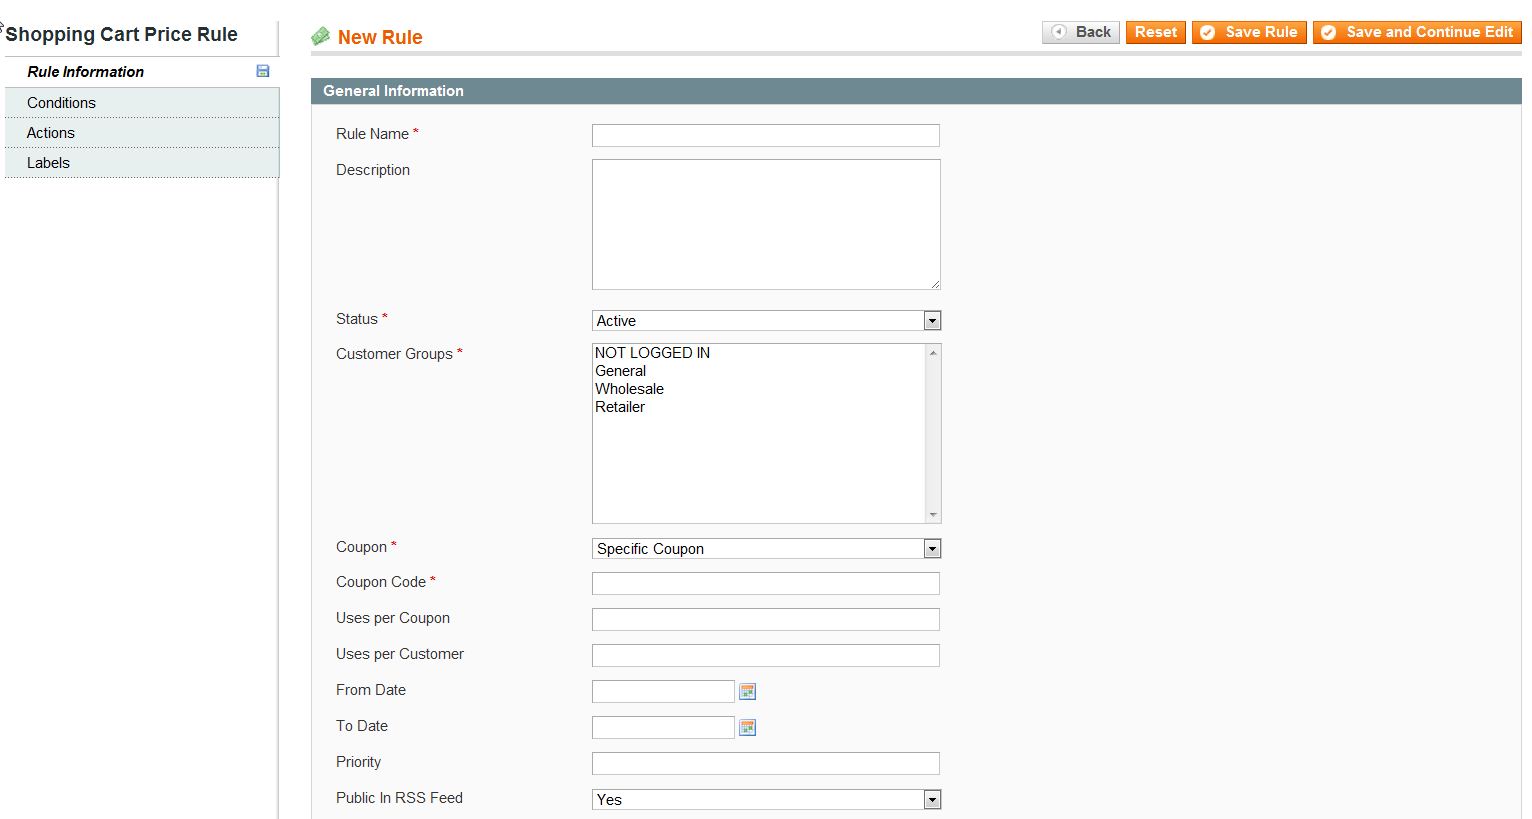 Shopping Cart Price Rule
Rule Information
Conditions
Actions
Labels
New Rule
Back Reset Save Rule Save and Continue Edit
General Information
Rule Name *
Description
Status * Active
Customer Groups * NOT LOGGED IN
General
Wholesale
Retailer
Coupon * Specific Coupon
Coupon Code *
Uses per Coupon
Uses per Customer
From Date
To Date
Priority
Public In RSS Feed Yes